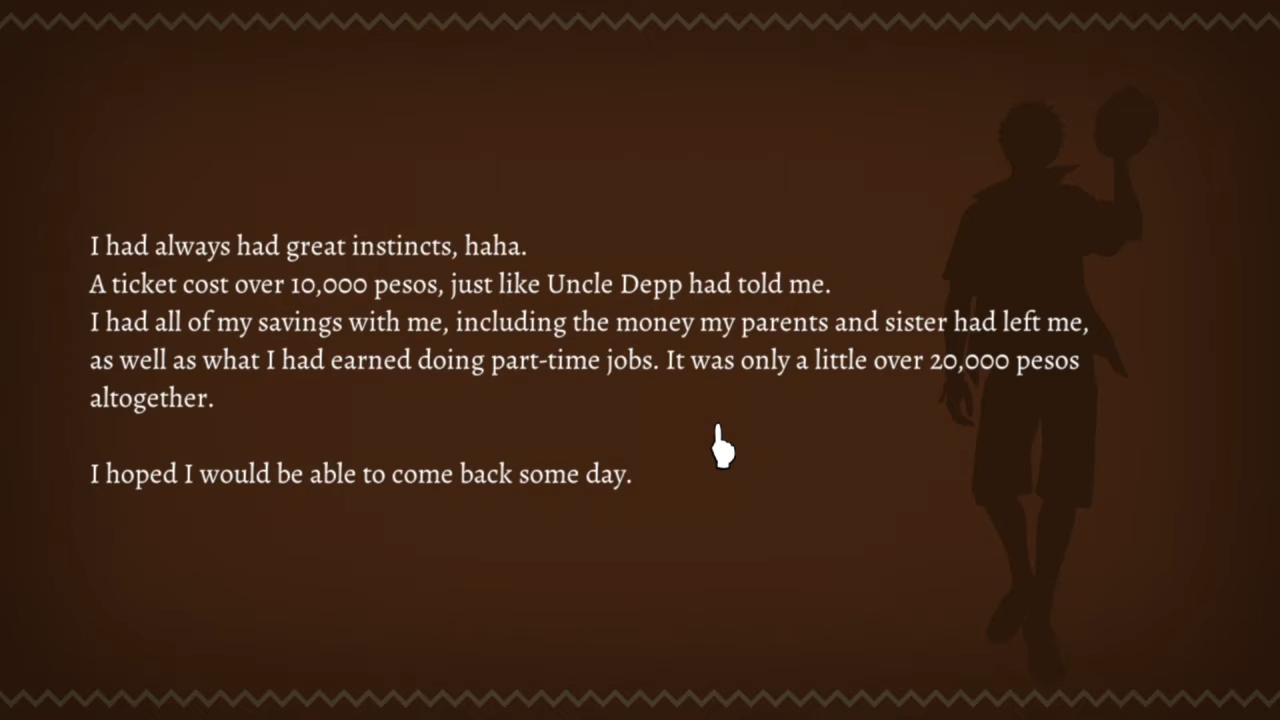 I had always had great instincts, haha.
A ticket cost over 10,000 pesos, just like Uncle Depp had told me.
I had all of my savings with me, including the money my parents and sister had left me,
as well as what I had earned doing part-time jobs. It was only a little over 20,000 pesos
altogether.
I hoped I would be able to come back some day.